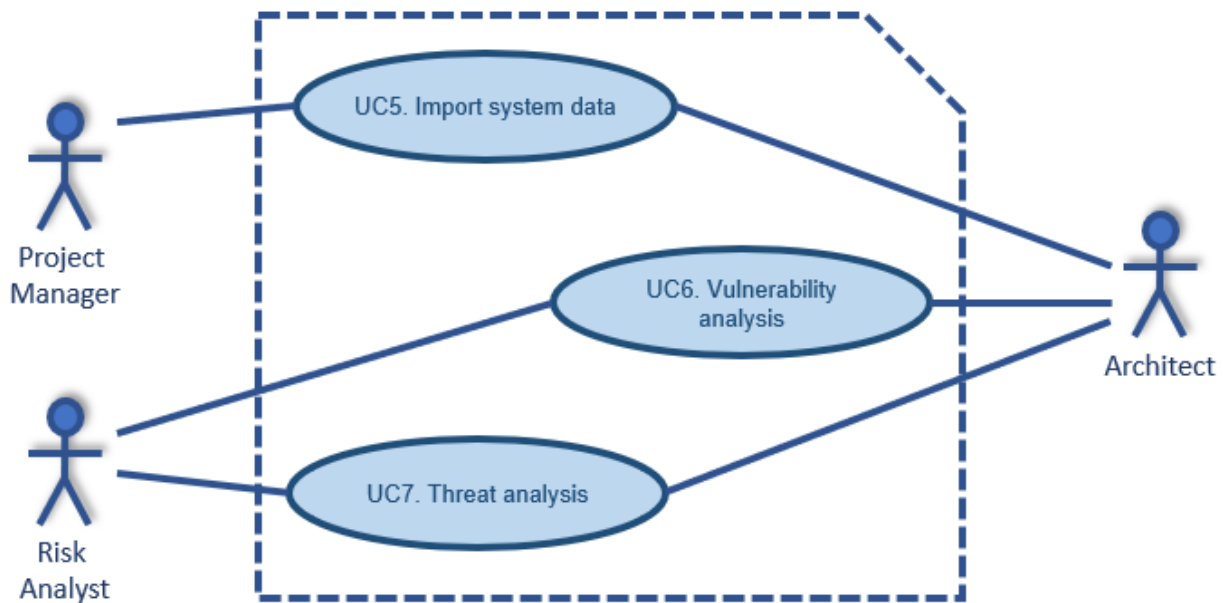 UC5. Import system data
Project
Manager
UC6. Vulnerability
analysis
Architect
UC7. Threat analysis
Risk
Analyst